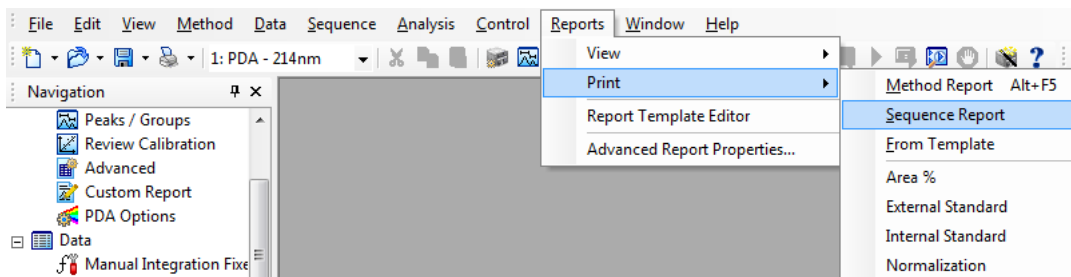 File Edit View Method Data Sequence Analysis Control Reports Window Help
1: PDA - 214nm
View
Navigation
Print
Method Report Alt+F5
Peaks / Groups
Report Template Editor
Sequence Report
Review Calibration
From Template
Advanced Report Properties...
Advanced
Area %
Custom Report
External Standard
PDA Options
Data
Internal Standard
Manual Integration Fixe
Normalization